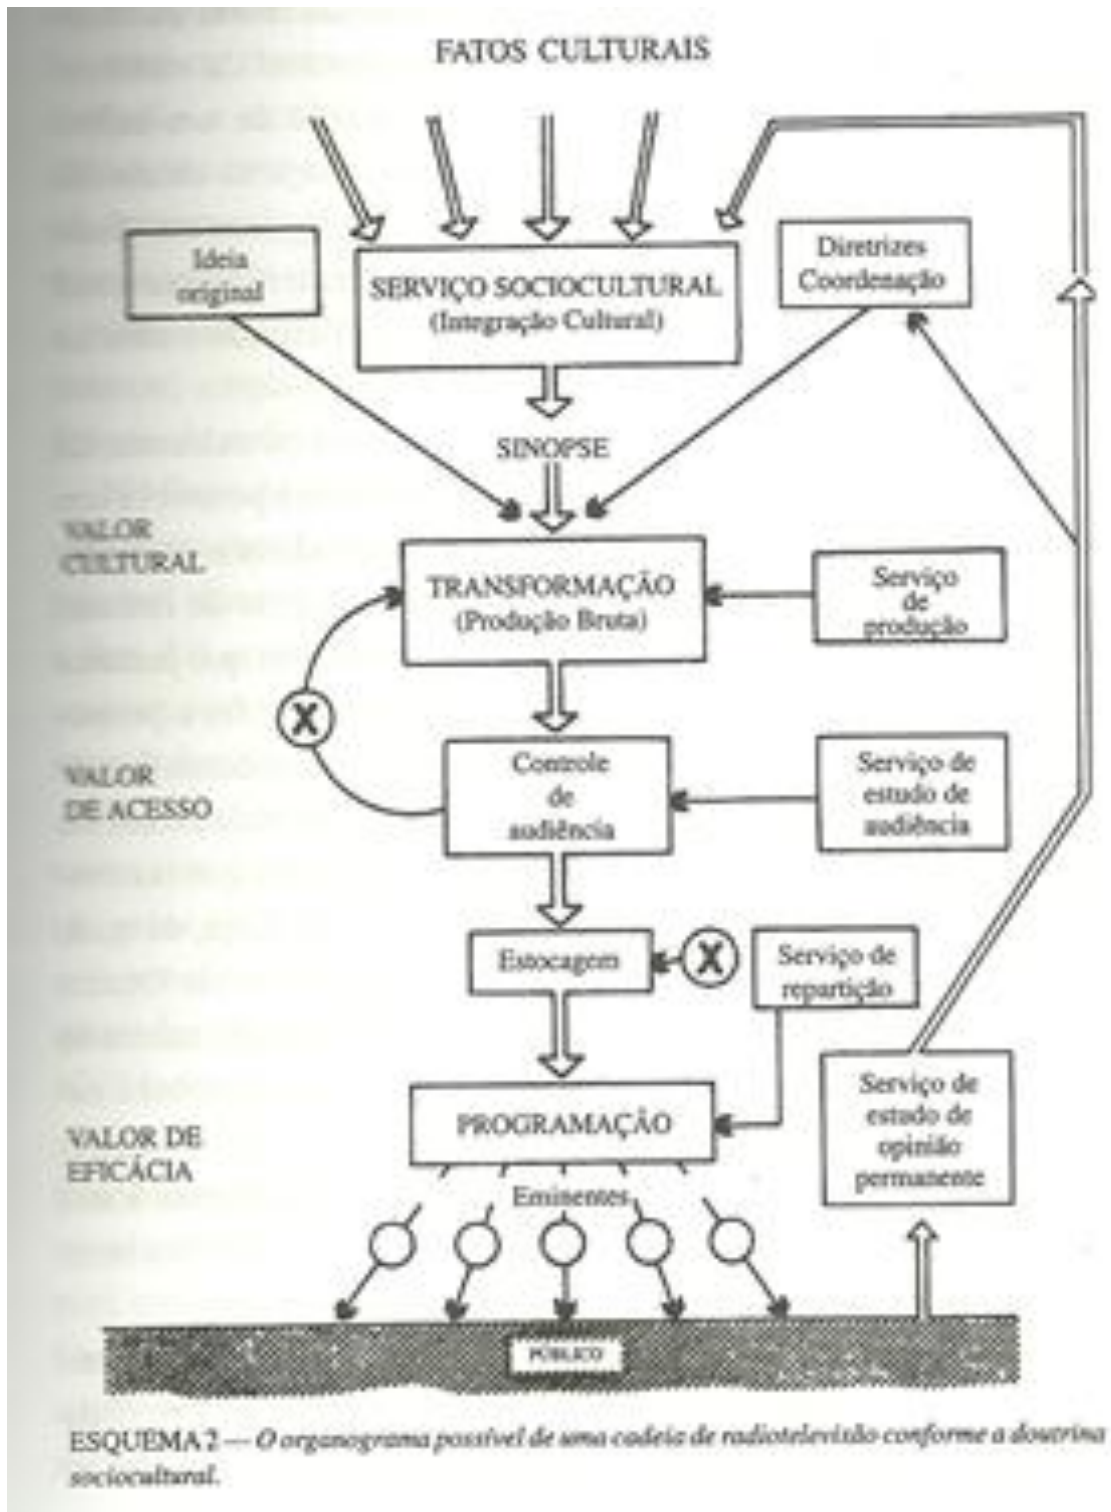 FATOS CULTURAIS
Ideia
original
SERVIÇO SOCIOCULTURAL
(Integração Cultural)
Diretrizes
Coordenação
SINOPSE
VALOR
CULTURAL
TRANSFORMAÇÃO
(Produção Bruta)
Serviço
de
produção
X
VALOR
DE ACESSO
Controle
de
audiência
Serviço de
estudo de
audiência
Estocagem
X
Serviço de
repartição
VALOR DE
EFICÁCIA
PROGRAMAÇÃO
Serviço de
estudo de
opinião
permanente
Eminentes
PÚBLICO
ESQUEMA 2 — O organograma possível de uma cadeia de radiotelevisão conforme a doutrina
sociocultural.